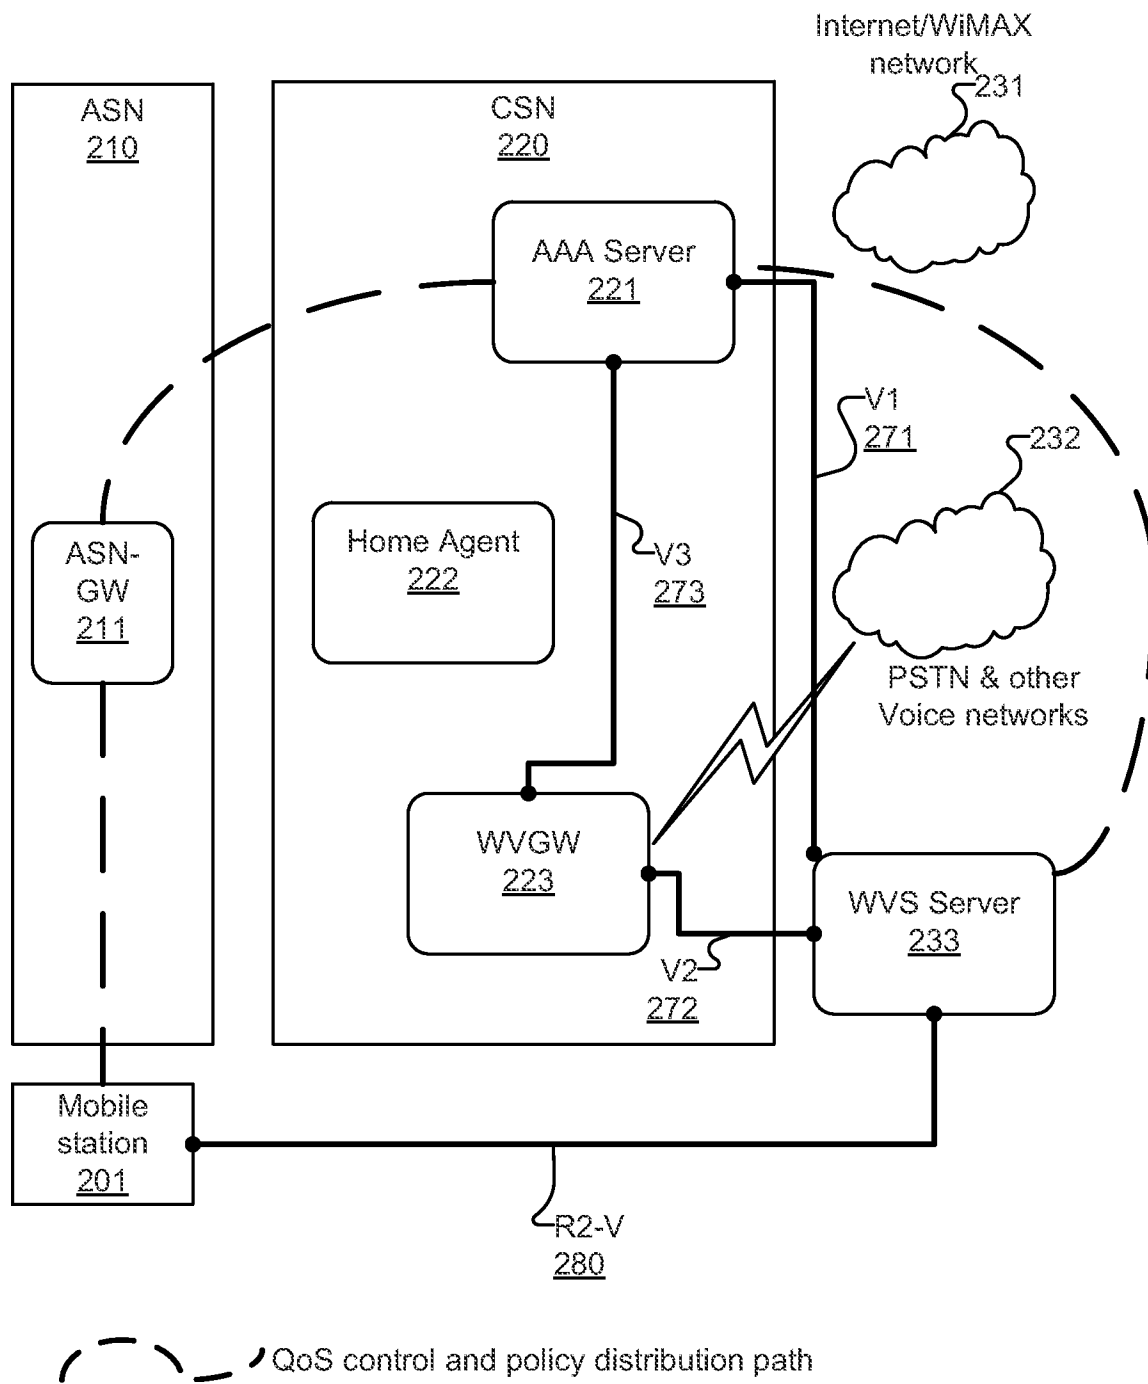 Internet/WiMAX
network
231
ASN
210
CSN
220
AAA Server
221
V1
271
232
Home Agent
222
ASN-
GW
211
V3
273
PSTN & other
Voice networks
WVGW
223
WVS Server
233
V2
272
Mobile
station
201
R2-V
280
QoS control and policy distribution path